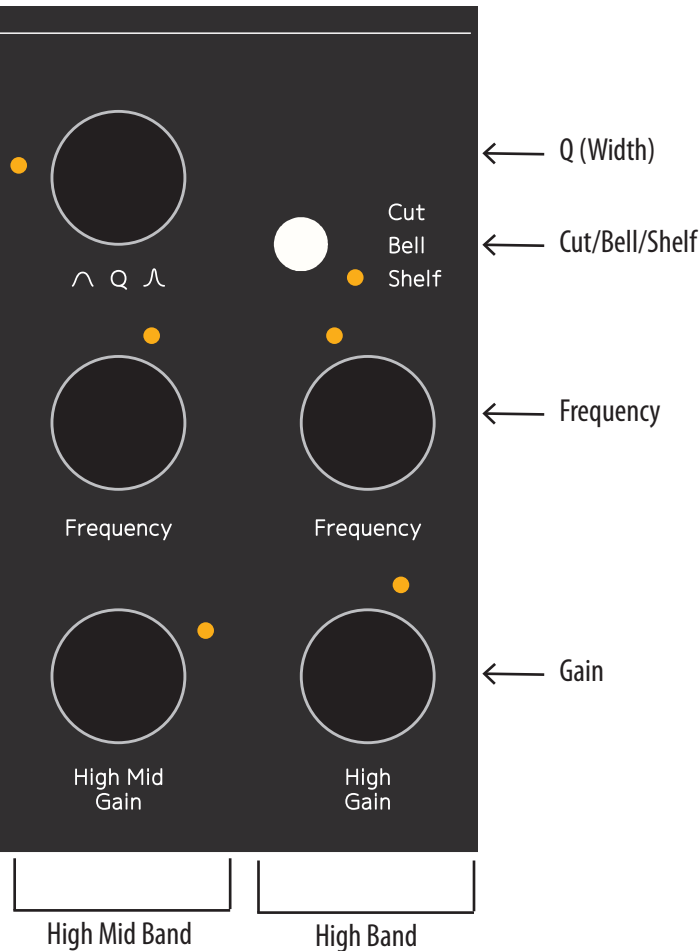 Q (Width)
Cut
Bell
Cut/Bell/Shelf
Shelf
Q
Frequency
Frequency
Frequency
Gain
High Mid
Gain
High
Gain
High Mid Band
High Band